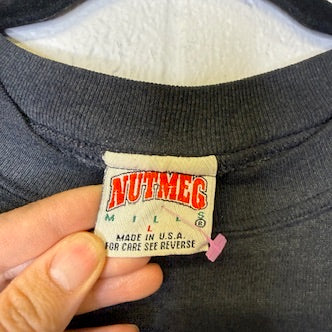 NUTMEG
MILLS ®
L
MADE IN U.S.A.
FOR CARE SEE REVERSE